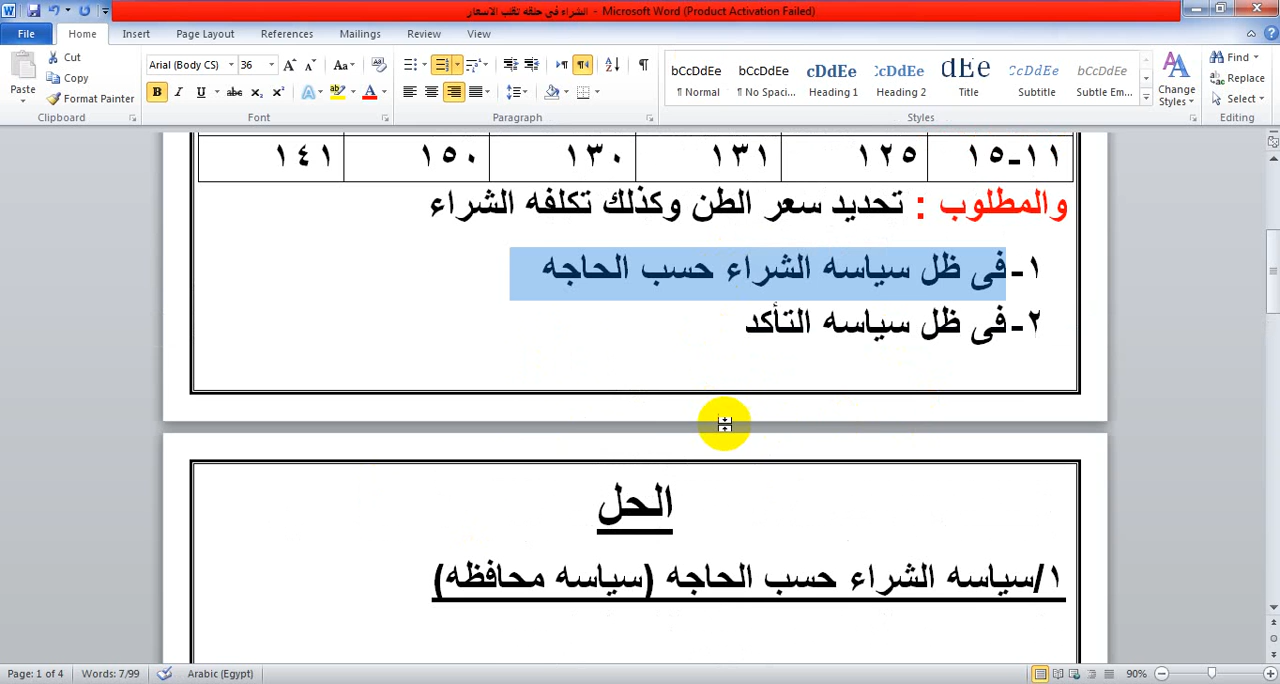 الشراء فى حلقه تقلب الاسعار - Microsoft Word (Product Activation Failed)
File Home Insert Page Layout References Mailings Review View
Paste Cut Copy Format Painter
Clipboard
Arial (Body CS) 36
Font
Paragraph
bCcDdEe bCcDdEe cDdEe :cDdEe dEe CcDdEe bCcDdEe
¶ Normal ¶ No Spaci... Heading 1 Heading 2 Title Subtitle Subtle Em...
Change Styles
Styles
Find Replace Select
Editing
١١-١٥ ١٢٥ ١٣١ ١٣٠ ١٥٠ ١٤١
والمطلوب : تحديد سعر الطن وكذلك تكلفه الشراء
١- فى ظل سياسه الشراء حسب الحاجه
٢- فى ظل سياسه التأكد
الحل
١/سياسه الشراء حسب الحاجه (سياسه محافظه)
Page: 1 of 4 Words: 7/99 Arabic (Egypt) 90%